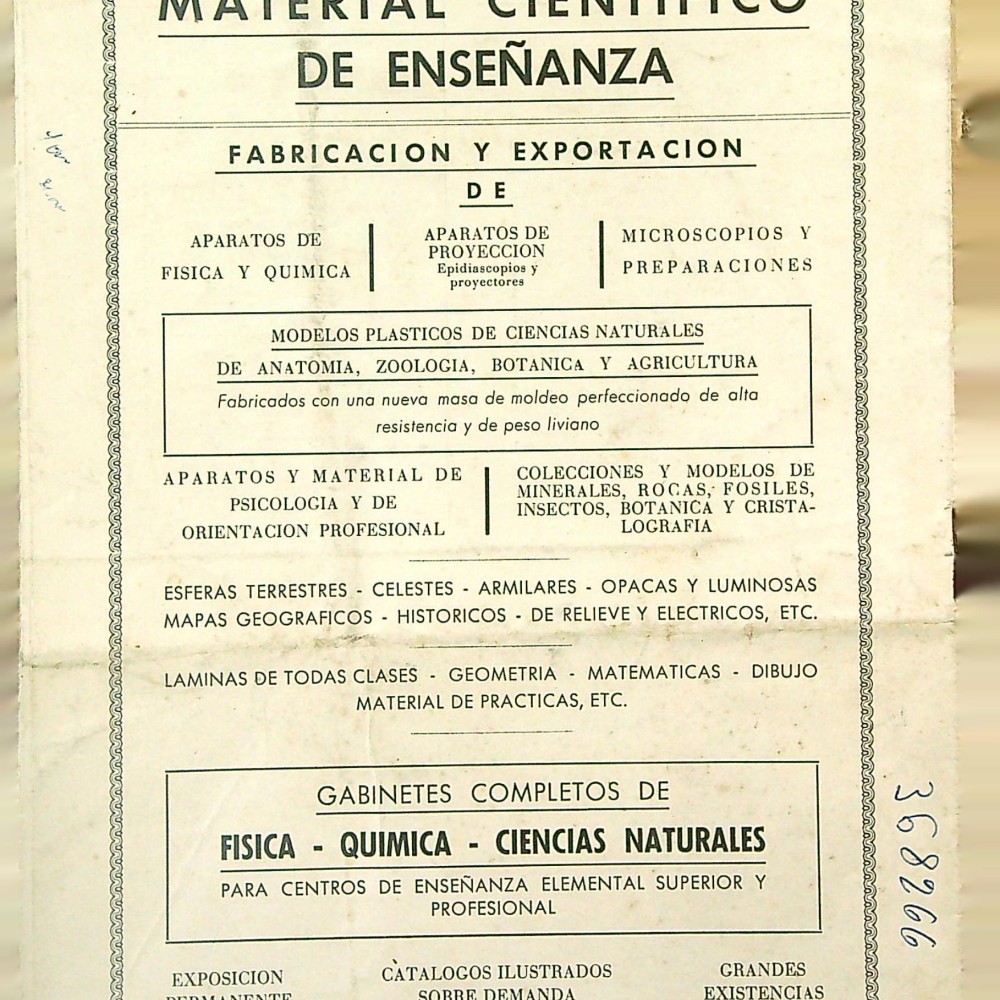 MATERIAL CIENTIFICO
DE ENSEÑANZA
FABRICACION Y EXPORTACION
DE
APARATOS DE
FISICA Y QUIMICA
APARATOS DE
PROYECCION
Epidiascopios y
proyectores
MICROSCOPIOS Y
PREPARACIONES
MODELOS PLASTICOS DE CIENCIAS NATURALES
DE ANATOMIA, ZOOLOGIA, BOTANICA Y AGRICULTURA
Fabricados con una nueva masa de moldeo perfeccionado de alta
resistencia y de peso liviano
APARATOS Y MATERIAL DE
PSICOLOGIA Y DE
ORIENTACION PROFESIONAL
COLECCIONES Y MODELOS DE
MINERALES, ROCAS, FOSILES,
INSECTOS, BOTANICA Y CRISTA-
LOGRAFIA
ESFERAS TERRESTRES - CELESTES - ARMILARES - OPACAS Y LUMINOSAS
MAPAS GEOGRAFICOS - HISTORICOS - DE RELIEVE Y ELECTRICOS, ETC.
LAMINAS DE TODAS CLASES - GEOMETRIA - MATEMATICAS - DIBUJO
MATERIAL DE PRACTICAS, ETC.
GABINETES COMPLETOS DE
FISICA - QUIMICA - CIENCIAS NATURALES
PARA CENTROS DE ENSEÑANZA ELEMENTAL SUPERIOR Y
PROFESIONAL
EXPOSICION
PERMANENTE
CATALOGOS ILUSTRADOS
SOBRE DEMANDA
GRANDES
EXISTENCIAS
368266